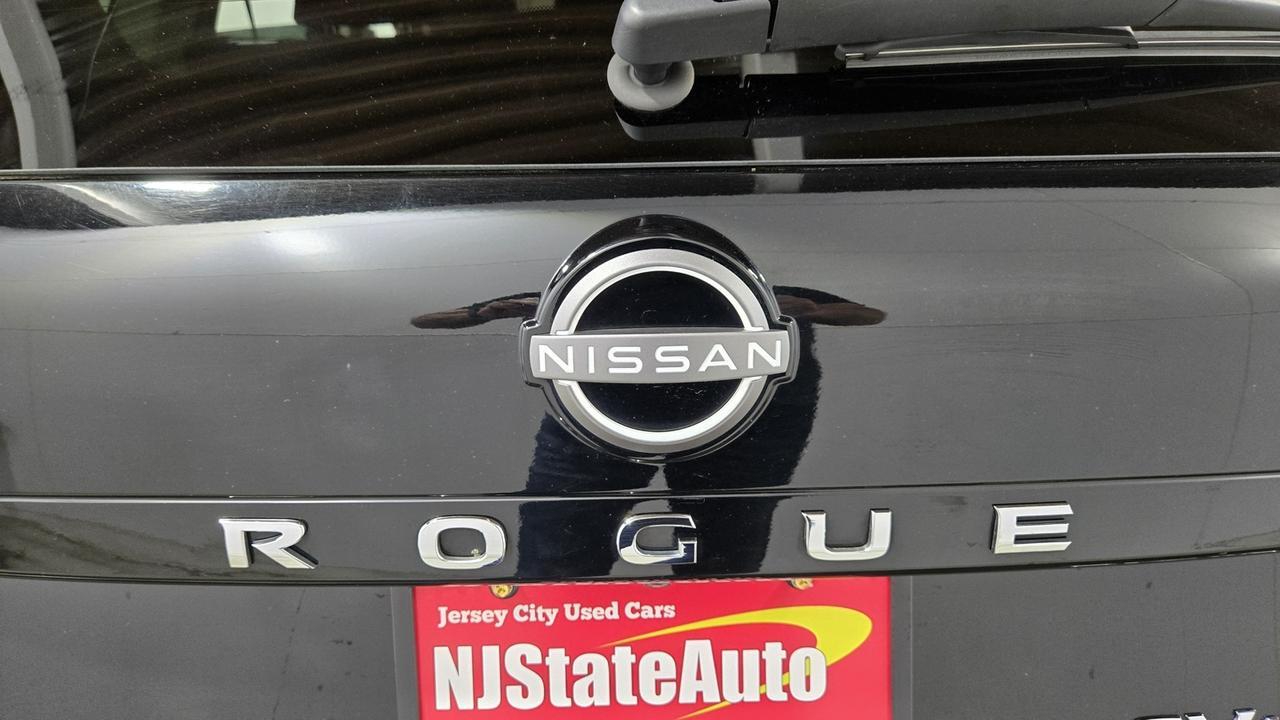 NISSAN
ROGUE
Jersey City Used Cars
NJStateAuto